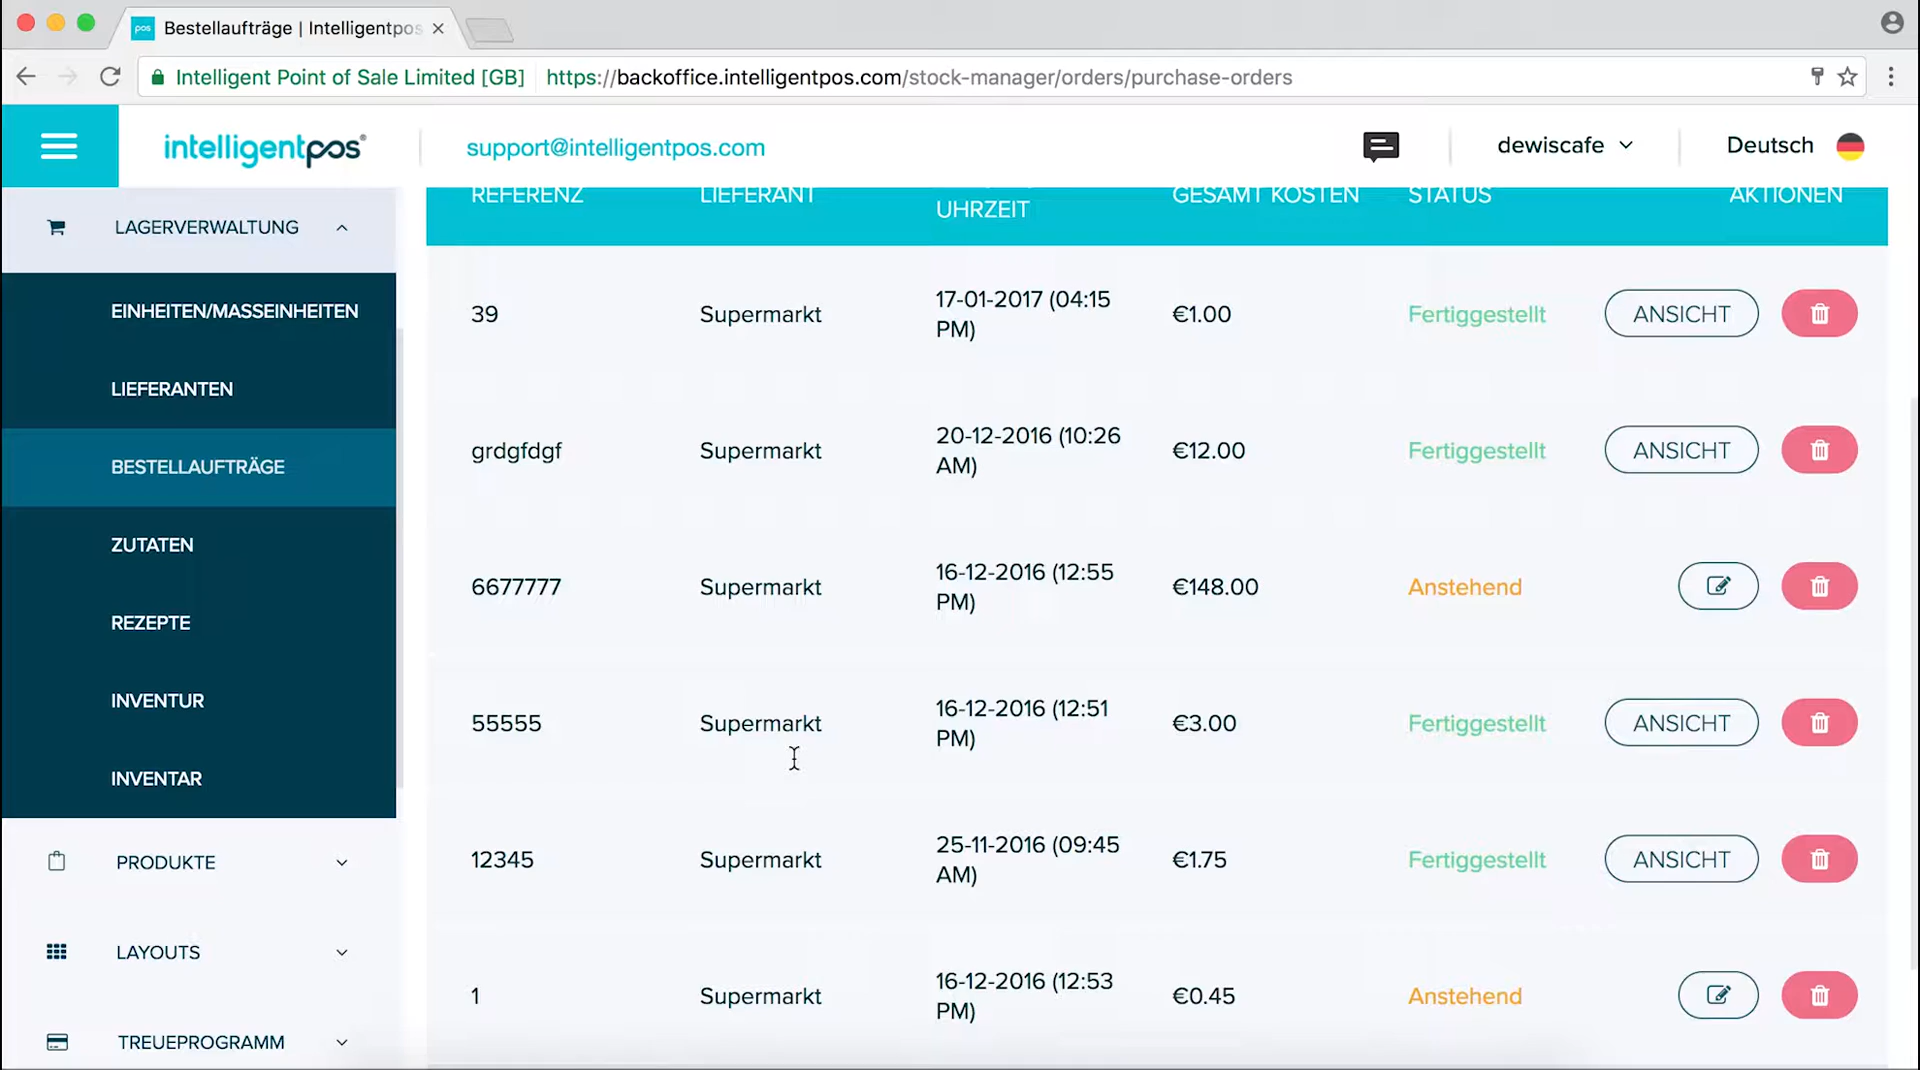 pos Bestellaufträge | Intelligentpos
Intelligent Point of Sale Limited [GB] https://backoffice.intelligentpos.com/stock-manager/orders/purchase-orders
intelligentpos®
support@intelligentpos.com
dewiscafe
Deutsch
LAGERVERWALTUNG
EINHEITEN/MASSEINHEITEN
LIEFERANTEN
BESTELLAUFTRÄGE
ZUTATEN
REZEPTE
INVENTUR
INVENTAR
PRODUKTE
LAYOUTS
TREUEPROGRAMM
REFERENZ LIEFERANT UHRZEIT GESAMT KOSTEN STATUS AKTIONEN
39 Supermarkt 17-01-2017 (04:15 PM) €1.00 Fertiggestellt ANSICHT
grdgfdgf Supermarkt 20-12-2016 (10:26 AM) €12.00 Fertiggestellt ANSICHT
6677777 Supermarkt 16-12-2016 (12:55 PM) €148.00 Anstehend
55555 Supermarkt 16-12-2016 (12:51 PM) €3.00 Fertiggestellt ANSICHT
12345 Supermarkt 25-11-2016 (09:45 AM) €1.75 Fertiggestellt ANSICHT
1 Supermarkt 16-12-2016 (12:53 PM) €0.45 Anstehend